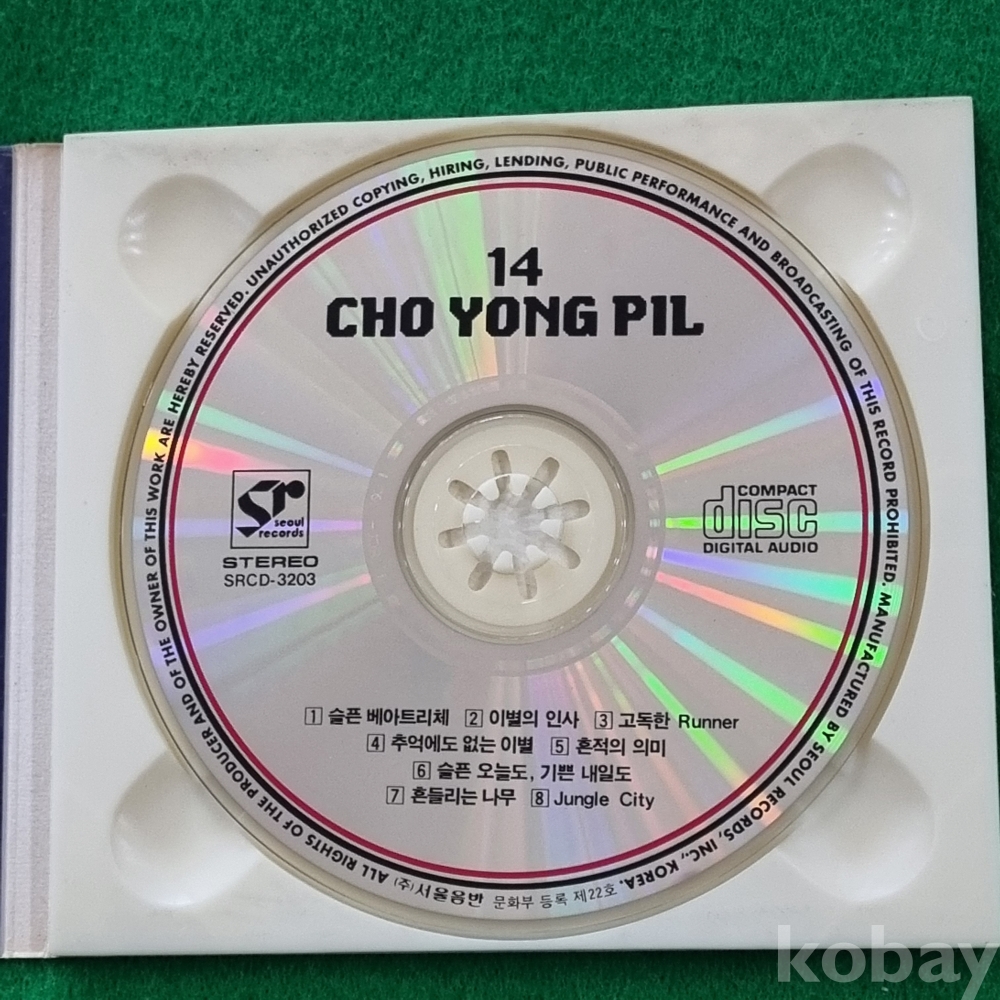 14
CHO YONG PIL
Sr
seoul
records
STEREO
SRCD-3203
COMPACT
disc
DIGITAL AUDIO
1 슬픈 베아트리체 2 이별의 인사 3 고독한 Runner
4 추억에도 없는 이별 5 흔적의 의미
6 슬픈 오늘도, 기쁜 내일도
7 흔들리는 나무 8 Jungle City
ALL RIGHTS OF THE PRODUCER AND OF THE OWNER OF THIS WORK ARE HEREBY RESERVED. UNAUTHORIZED COPYING, HIRING, LENDING, PUBLIC PERFORMANCE AND BROADCASTING OF THIS RECORD PROHIBITED. MANUFACTURED BY SEOUL RECORDS, INC., KOREA.
(주)서울음반 문화부 등록 제22호
kobay